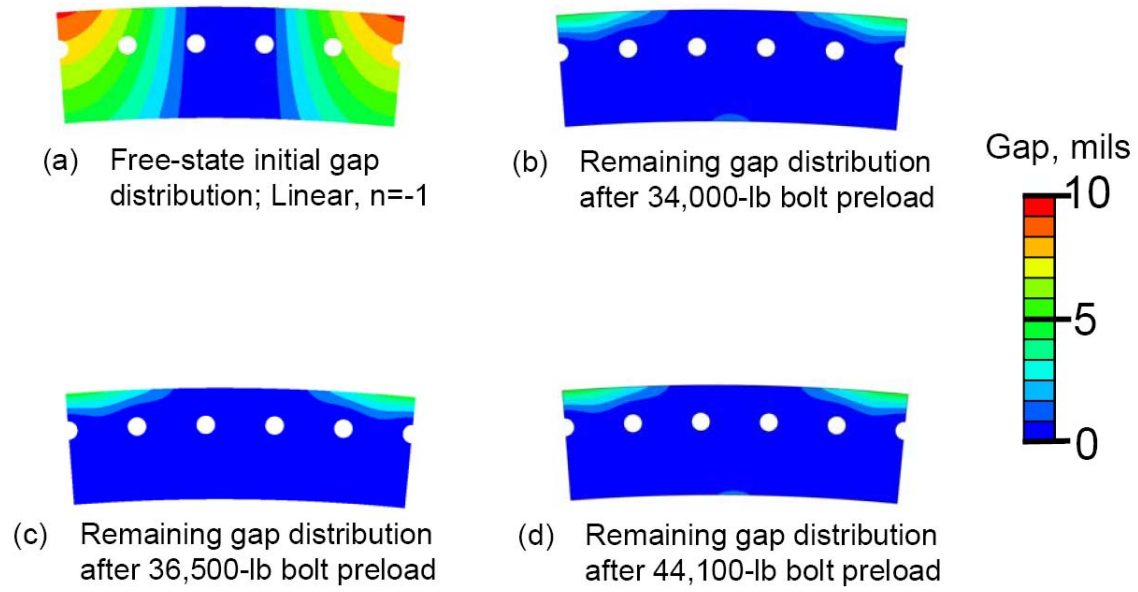 (a) Free-state initial gap
distribution; Linear, n=-1
(b) Remaining gap distribution
after 34,000-lb bolt preload
Gap, mils
10
5
0
(c) Remaining gap distribution
after 36,500-lb bolt preload
(d) Remaining gap distribution
after 44,100-lb bolt preload